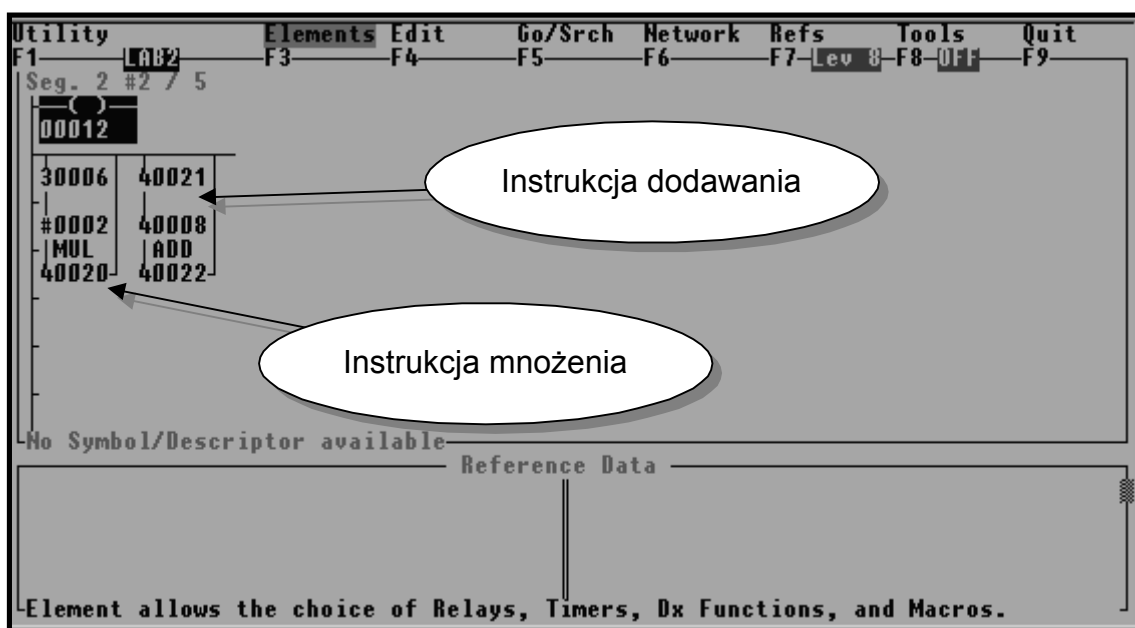 Utility Elements Edit Go/Srch Network Refs Tools Quit
F1 LAB2 F3 F4 F5 F6 F7 Lev 8 F8 OFF F9
Seg. 2 #2 / 5
( )
00012
30006 40021
#0002 40008
MUL ADD
40020 40022
Instrukcja dodawania
Instrukcja mnożenia
No Symbol/Descriptor available
Reference Data
Element allows the choice of Relays, Timers, Dx Functions, and Macros.